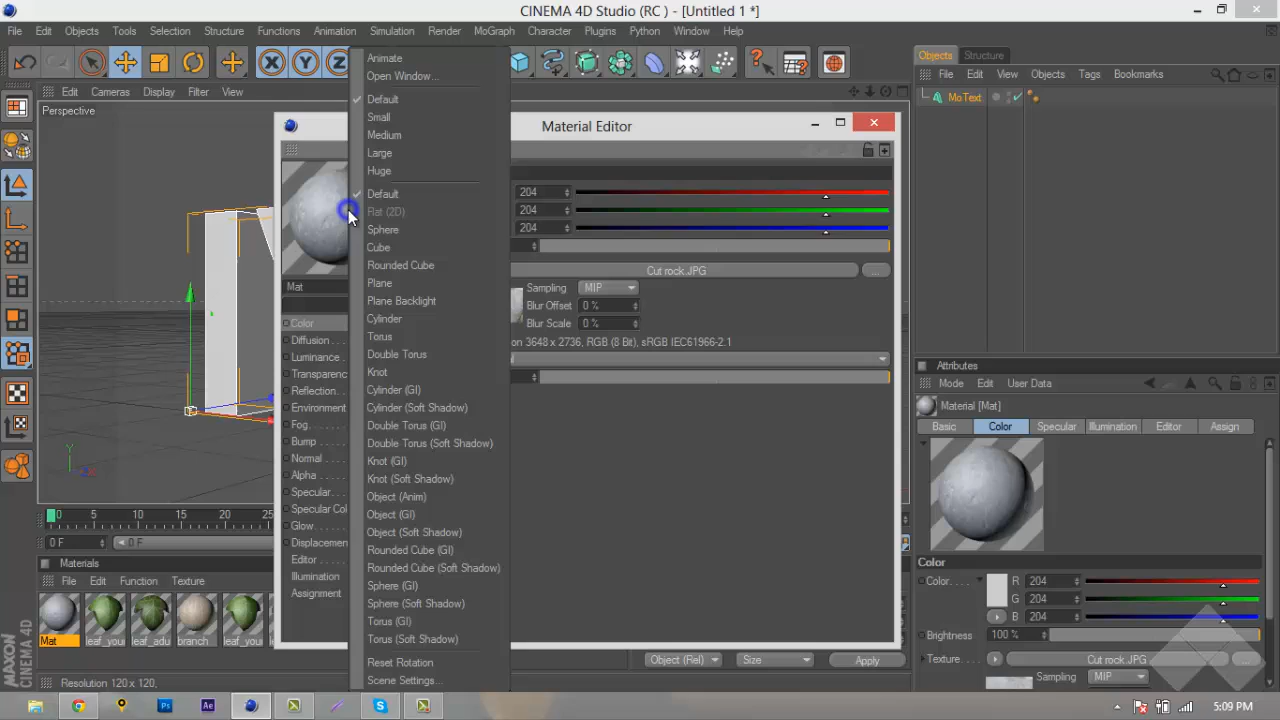 CINEMA 4D Studio (RC ) - [Untitled 1 *]
File Edit Objects Tools Selection Structure Functions Animation Simulation Render MoGraph Character Plugins Python Window Help
Edit Cameras Display Filter View
Perspective
Animate
Open Window...
Default
Small
Medium
Large
Huge
Default
Flat (2D)
Sphere
Cube
Rounded Cube
Plane
Plane Backlight
Cylinder
Torus
Double Torus
Knot
Cylinder (GI)
Cylinder (Soft Shadow)
Double Torus (GI)
Double Torus (Soft Shadow)
Knot (GI)
Knot (Soft Shadow)
Object (Anim)
Object (GI)
Object (Soft Shadow)
Rounded Cube (GI)
Rounded Cube (Soft Shadow)
Sphere (GI)
Sphere (Soft Shadow)
Torus (GI)
Torus (Soft Shadow)
Reset Rotation
Scene Settings...
Material Editor
204
204
204
Cut rock.JPG ...
Sampling MIP
Blur Offset 0 %
Blur Scale 0 %
on 3648 x 2736, RGB (8 Bit), sRGB IEC61966-2.1
Mat
Color
Diffusion
Luminance
Transparenc
Reflection
Environment
Fog
Bump
Normal
Alpha
Specular
Specular Col
Glow
Displacemen
Editor
Illumination
Assignment
Objects Structure
File Edit View Objects Tags Bookmarks
MoText
Attributes
Mode Edit User Data
Material [Mat]
Basic Color Specular Illumination Editor Assign
Color
Color R 204
G 204
B 204
Brightness 100 %
Texture Cut rock.JPG ...
Sampling MIP
0 5 10 15 20 25
0 F 0 F
Materials
File Edit Function Texture
Mat leaf_you leaf_adu branch leaf_you
Object (Rel) Size Apply
Resolution 120 x 120,
MAXON
CINEMA 4D
X Y Z
Y
Ps Ae
5:09 PM